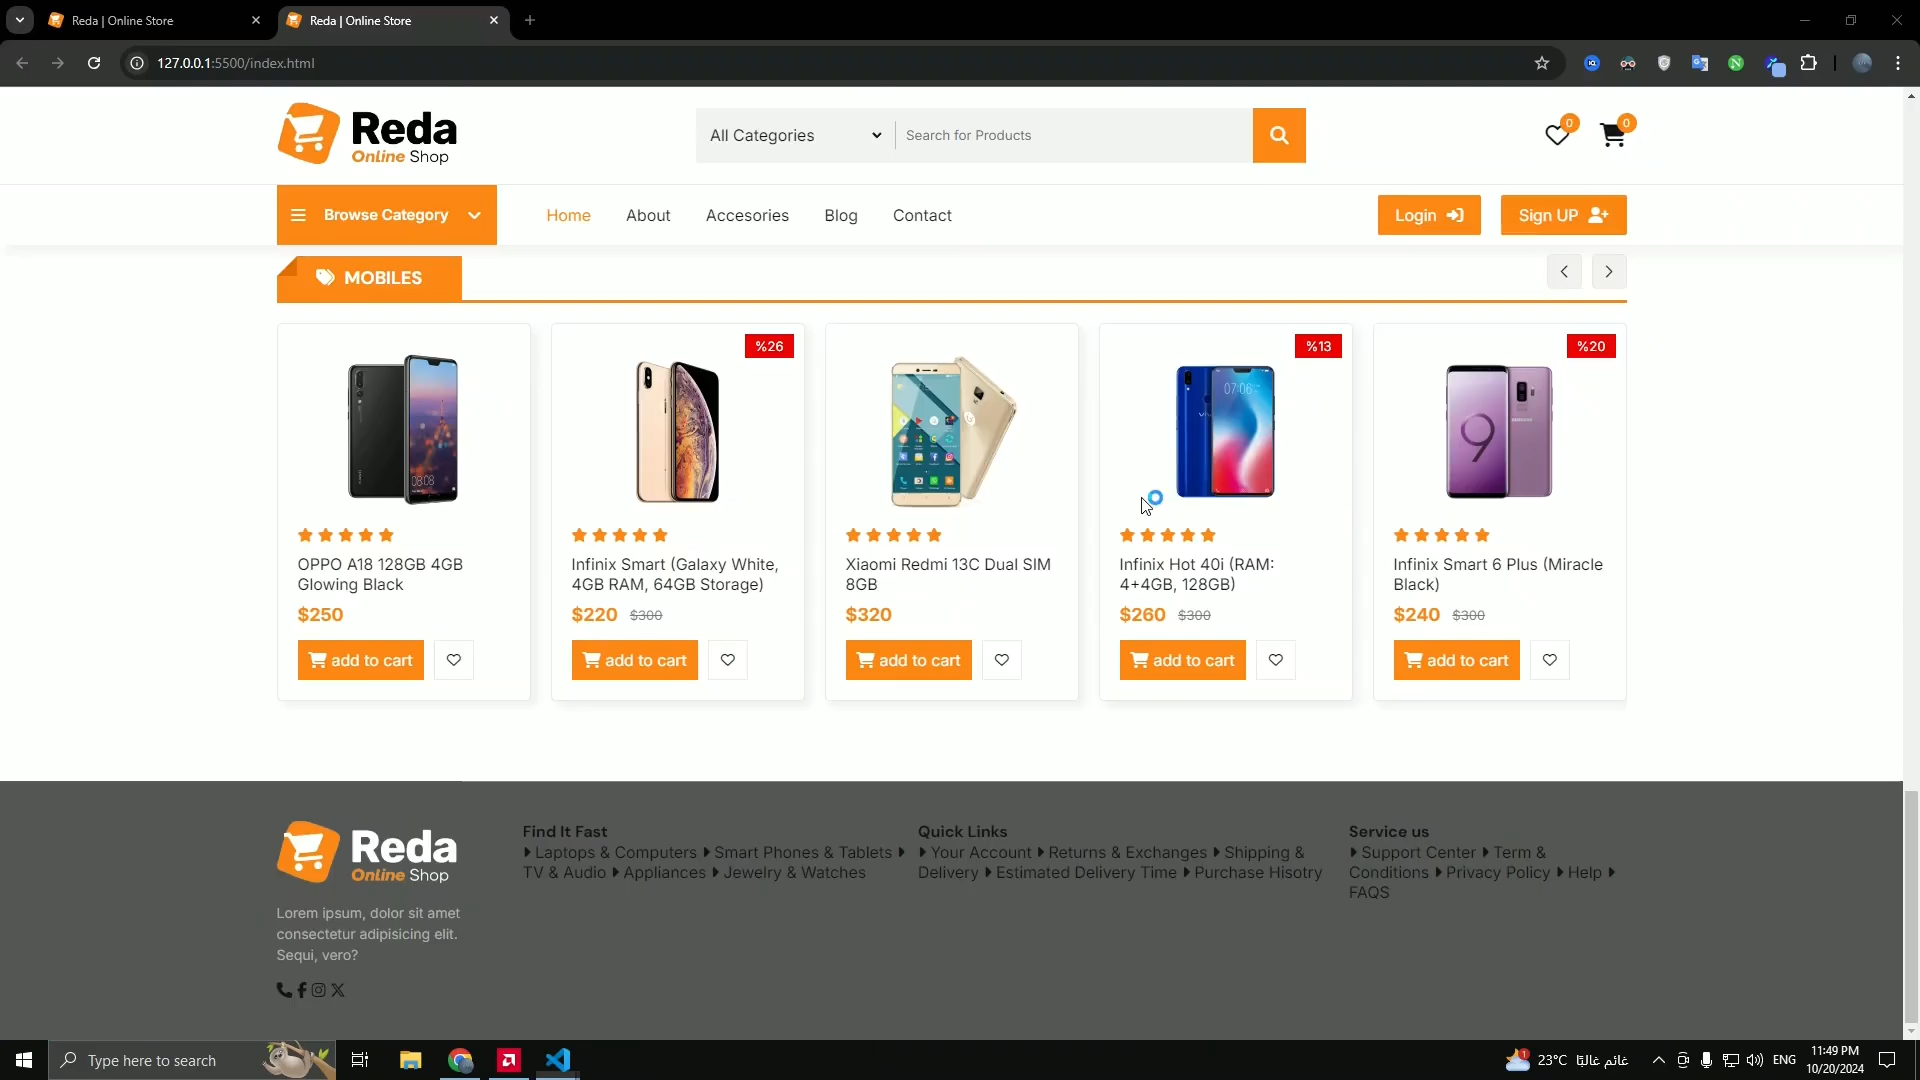 Reda | Online Store
Reda | Online Store
127.0.0.1:5500/index.html
Reda
Online Shop
All Categories
Search for Products
0
0
Browse Category
Home
About
Accesories
Blog
Contact
Login
Sign UP
MOBILES
%26
%13
%20
08:08
07:06
9
OPPO A18 128GB 4GB
Glowing Black
$250
add to cart
Infinix Smart (Galaxy White,
4GB RAM, 64GB Storage)
$220 $300
add to cart
Xiaomi Redmi 13C Dual SIM
8GB
$320
add to cart
Infinix Hot 40i (RAM:
4+4GB, 128GB)
$260 $300
add to cart
Infinix Smart 6 Plus (Miracle
Black)
$240 $300
add to cart
Reda
Online Shop
Lorem ipsum, dolor sit amet
consectetur adipisicing elit.
Sequi, vero?
Find It Fast
Laptops & Computers Smart Phones & Tablets
TV & Audio Appliances Jewelry & Watches
Quick Links
Your Account Returns & Exchanges Shipping &
Delivery Estimated Delivery Time Purchase Hisotry
Service us
Support Center Term &
Conditions Privacy Policy Help
FAQS
Type here to search
1
23°C غائم غالبًا
ENG
11:49 PM
10/20/2024